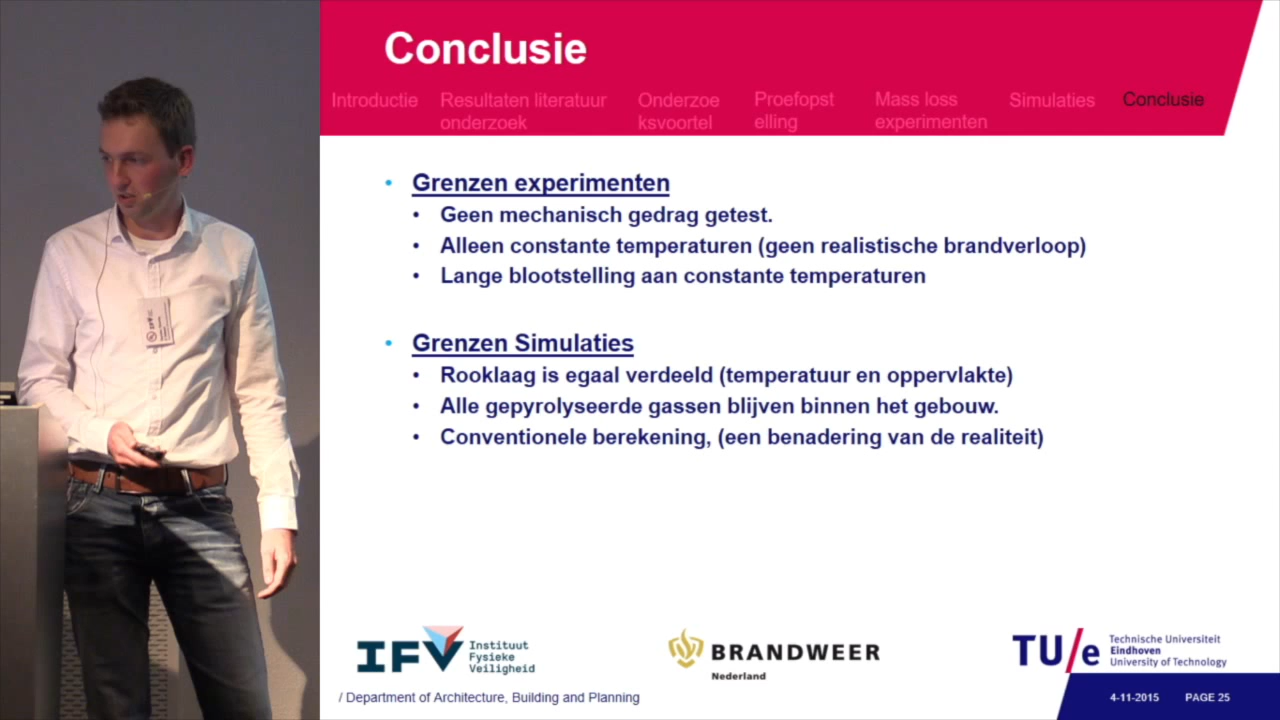 Conclusie
Introductie
Resultaten literatuur
onderzoek
Onderzoe
ksvoortel
Proefopst
elling
Mass loss
experimenten
Simulaties
Conclusie
• Grenzen experimenten
• Geen mechanisch gedrag getest.
• Alleen constante temperaturen (geen realistische brandverloop)
• Lange blootstelling aan constante temperaturen
• Grenzen Simulaties
• Rooklaag is egaal verdeeld (temperatuur en oppervlakte)
• Alle gepyrolyseerde gassen blijven binnen het gebouw.
• Conventionele berekening, (een benadering van de realiteit)
IFV Instituut
Fysieke
Veiligheid
BRANDWEER
Nederland
TU/e Technische Universiteit
Eindhoven
University of Technology
/ Department of Architecture, Building and Planning
4-11-2015 PAGE 25